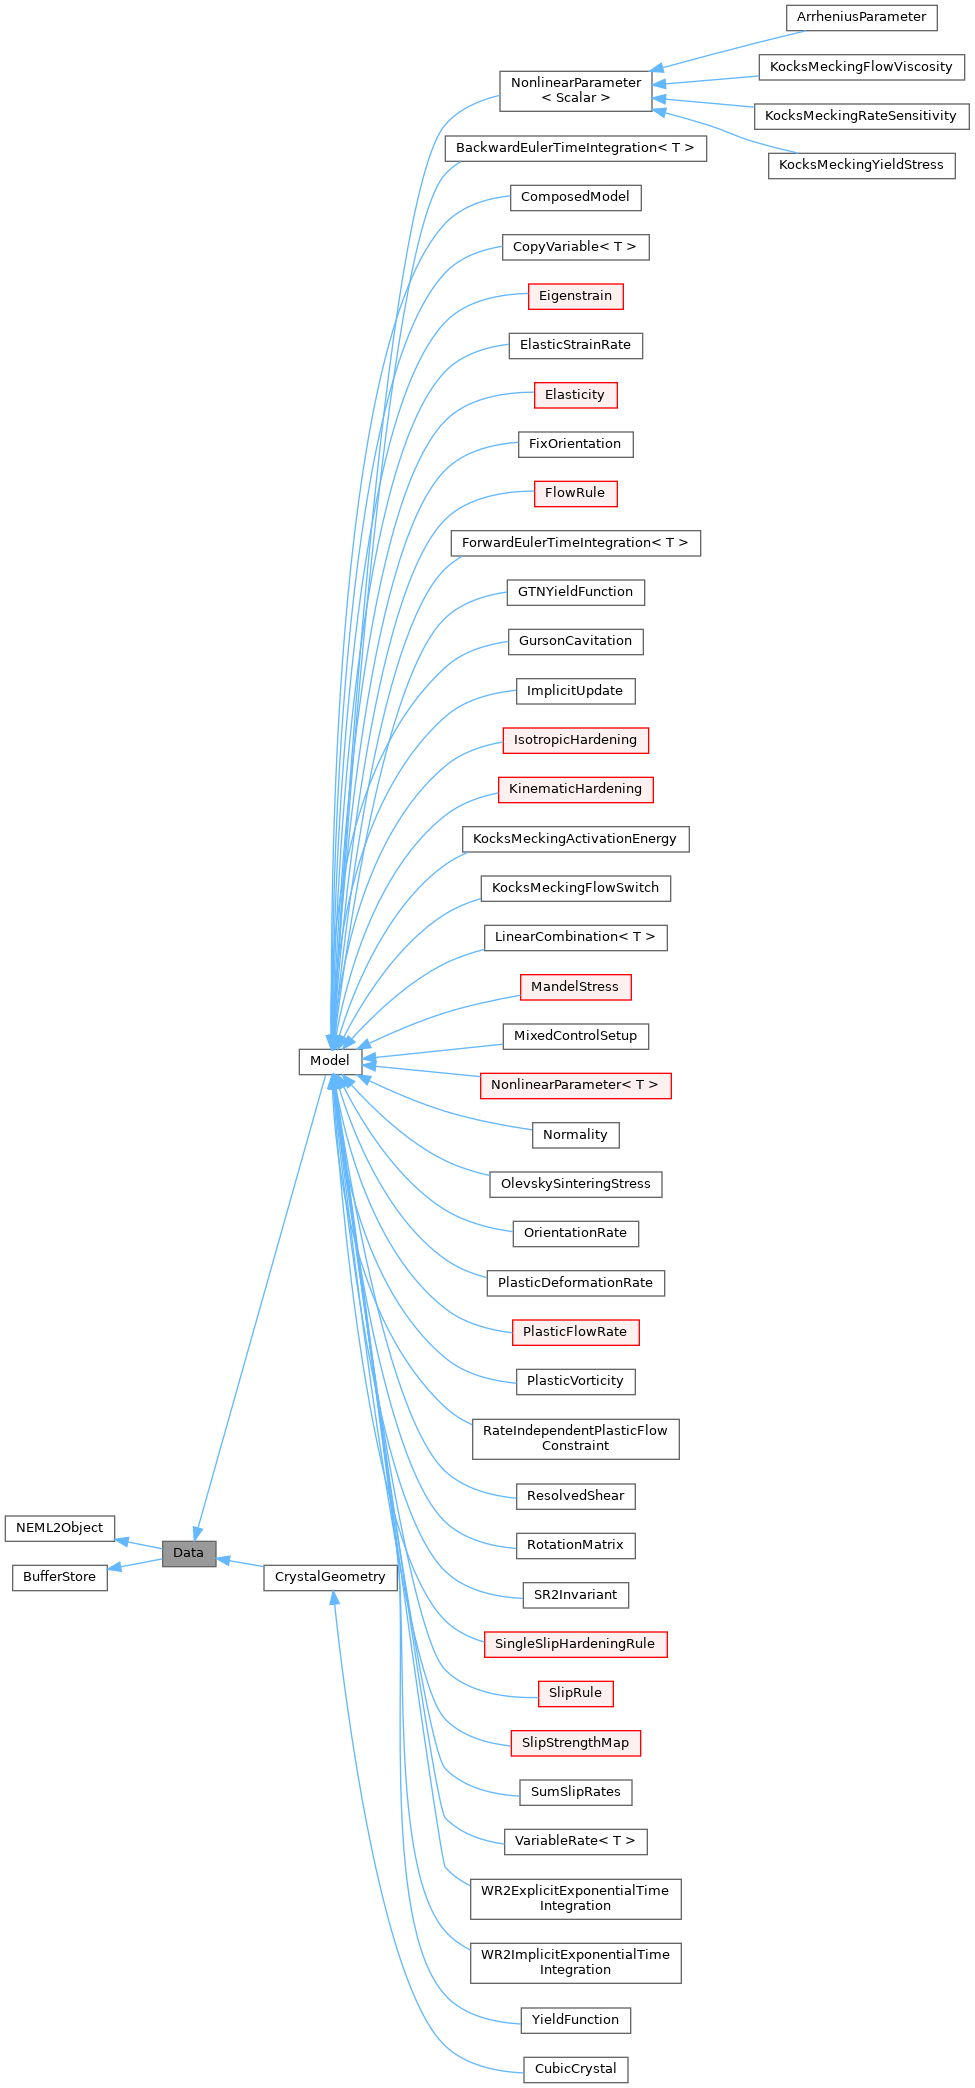 ArrheniusParameter
KocksMeckingFlowViscosity
NonlinearParameter
< Scalar >
KocksMeckingRateSensitivity
BackwardEulerTimeIntegration< T >
KocksMeckingYieldStress
ComposedModel
CopyVariable< T >
Eigenstrain
ElasticStrainRate
Elasticity
FixOrientation
FlowRule
ForwardEulerTimeIntegration< T >
GTNYieldFunction
GursonCavitation
ImplicitUpdate
IsotropicHardening
KinematicHardening
KocksMeckingActivationEnergy
KocksMeckingFlowSwitch
LinearCombination< T >
MandelStress
MixedControlSetup
Model
NonlinearParameter< T >
Normality
OlevskySinteringStress
OrientationRate
PlasticDeformationRate
PlasticFlowRate
PlasticVorticity
RateIndependentPlasticFlow
Constraint
ResolvedShear
NEML2Object
RotationMatrix
Data
BufferStore
CrystalGeometry
SR2Invariant
SingleSlipHardeningRule
SlipRule
SlipStrengthMap
SumSlipRates
VariableRate< T >
WR2ExplicitExponentialTime
Integration
WR2ImplicitExponentialTime
Integration
YieldFunction
CubicCrystal